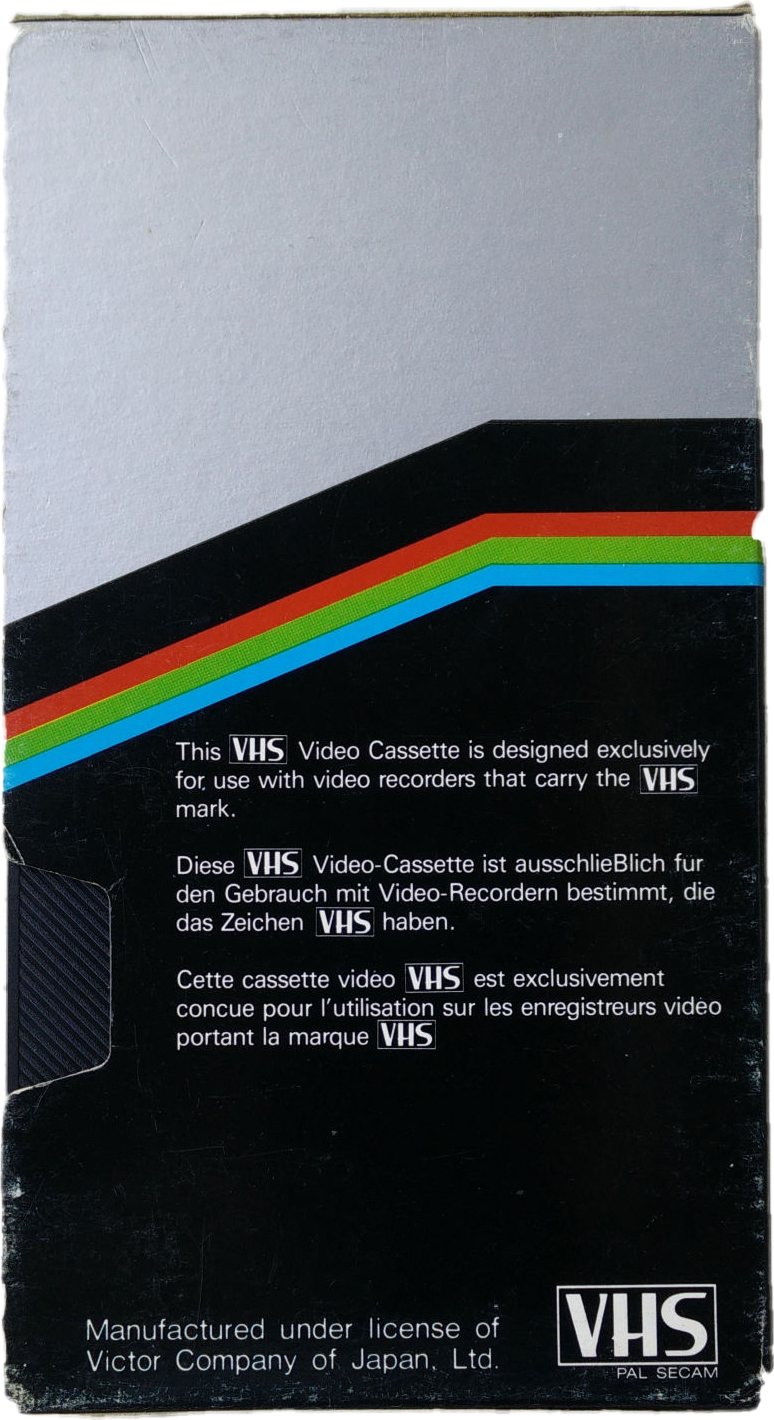 This VHS Video Cassette is designed exclusively
for use with video recorders that carry the VHS
mark.
Diese VHS Video-Cassette ist ausschlieBlich für
den Gebrauch mit Video-Recordern bestimmt, die
das Zeichen VHS haben.
Cette cassette vidéo VHS est exclusivement
concue pour l'utilisation sur les enregistreurs vidéo
portant la marque VHS
Manufactured under license of
Victor Company of Japan, Ltd.
VHS
PAL SECAM